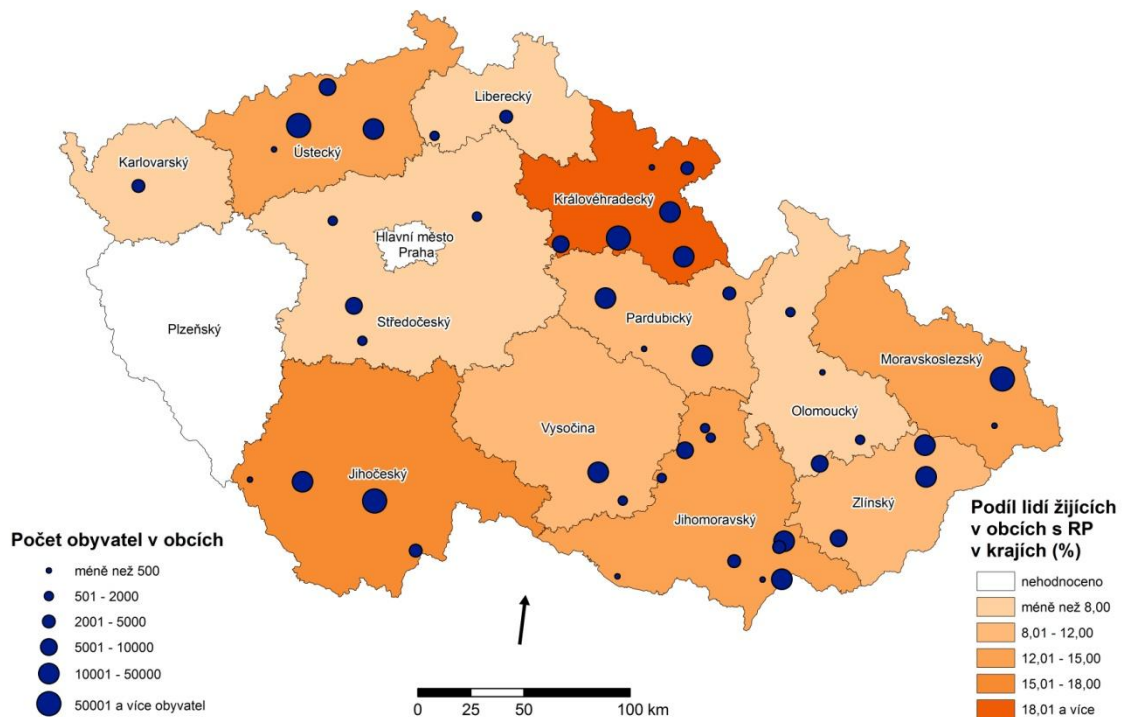 Liberecký
Ústecký
Karlovarský
Královéhradecký
Hlavní město
Praha
Plzeňský
Středočeský
Pardubický
Moravskoslezský
Olomoucký
Vysočina
Jihočeský
Jihomoravský
Zlínský
Počet obyvatel v obcích
méně než 500
501 - 2000
2001 - 5000
5001 - 10000
10001 - 50000
50001 a více obyvatel
0 25 50 100 km
Podíl lidí žijících
v obcích s RP
v krajích (%)
nehodnoceno
méně než 8,00
8,01 - 12,00
12,01 - 15,00
15,01 - 18,00
18,01 a více